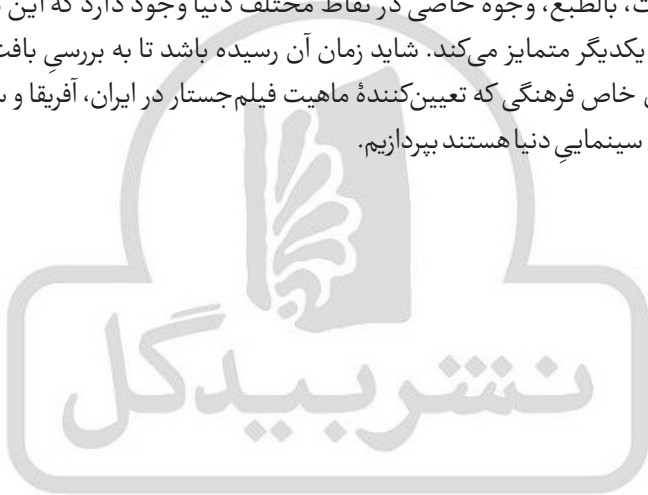 ت، بالطبع، وجوه خاصی در نقاط مختلف دنیا وجود دارد که این
یکدیگر متمایز می‌کند. شاید زمان آن رسیده باشد تا به بررسیِ بافت
خاص فرهنگی که تعیین‌کنندهٔ ماهیت فیلم‌جستار در ایران، آفریقا و
سینماییِ دنیا هستند بپردازیم.
نشر بیدگل